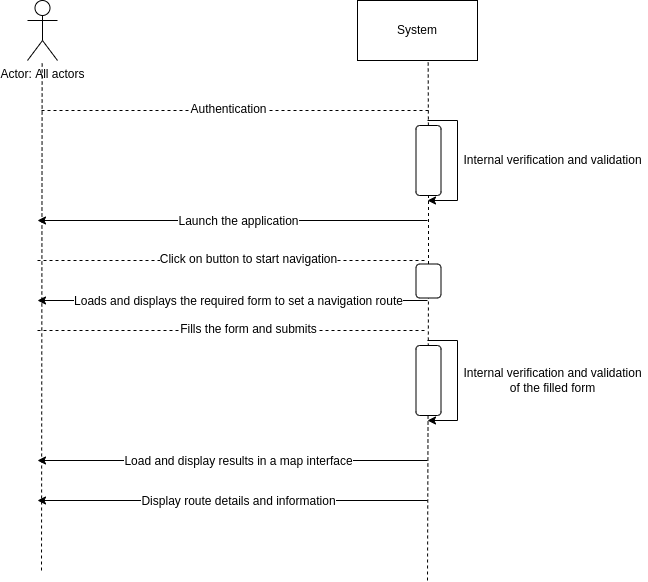 System
Actor: All actors
Authentication
Internal verification and validation
Launch the application
Click on button to start navigation
Loads and displays the required form to set a navigation route
Fills the form and submits
Internal verification and validation
of the filled form
Load and display results in a map interface
Display route details and information